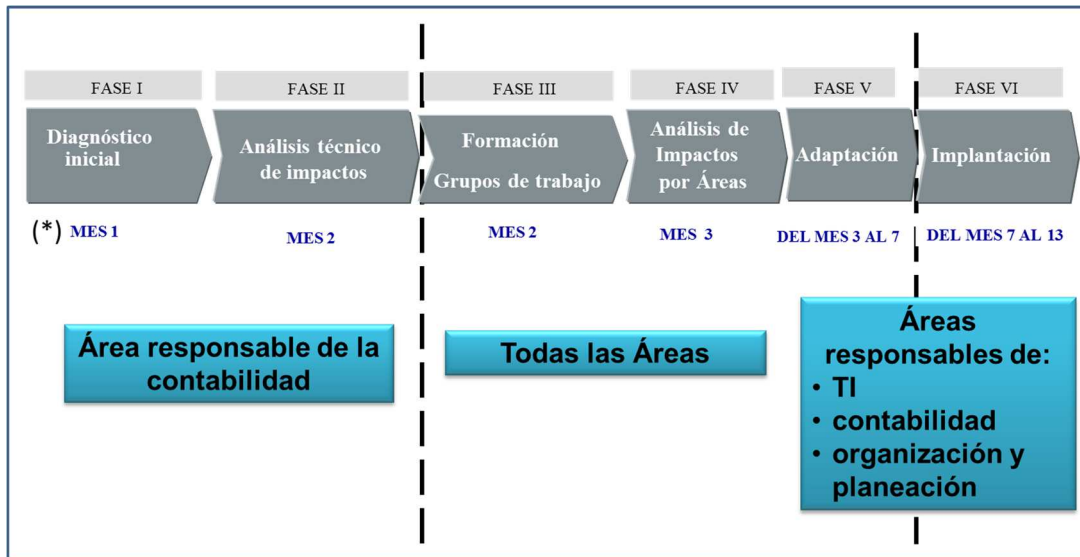 FASE I
FASE II
FASE III
FASE IV
FASE V
FASE VI
Diagnóstico
inicial
Análisis técnico
de impactos
Formación
Grupos de trabajo
Análisis de
Impactos
por Áreas
Adaptación
Implantación
(*) MES 1
MES 2
MES 2
MES 3
DEL MES 3 AL 7
DEL MES 7 AL 13
Área responsable de la
contabilidad
Todas las Áreas
Áreas
responsables de:
• TI
• contabilidad
• organización y
planeación